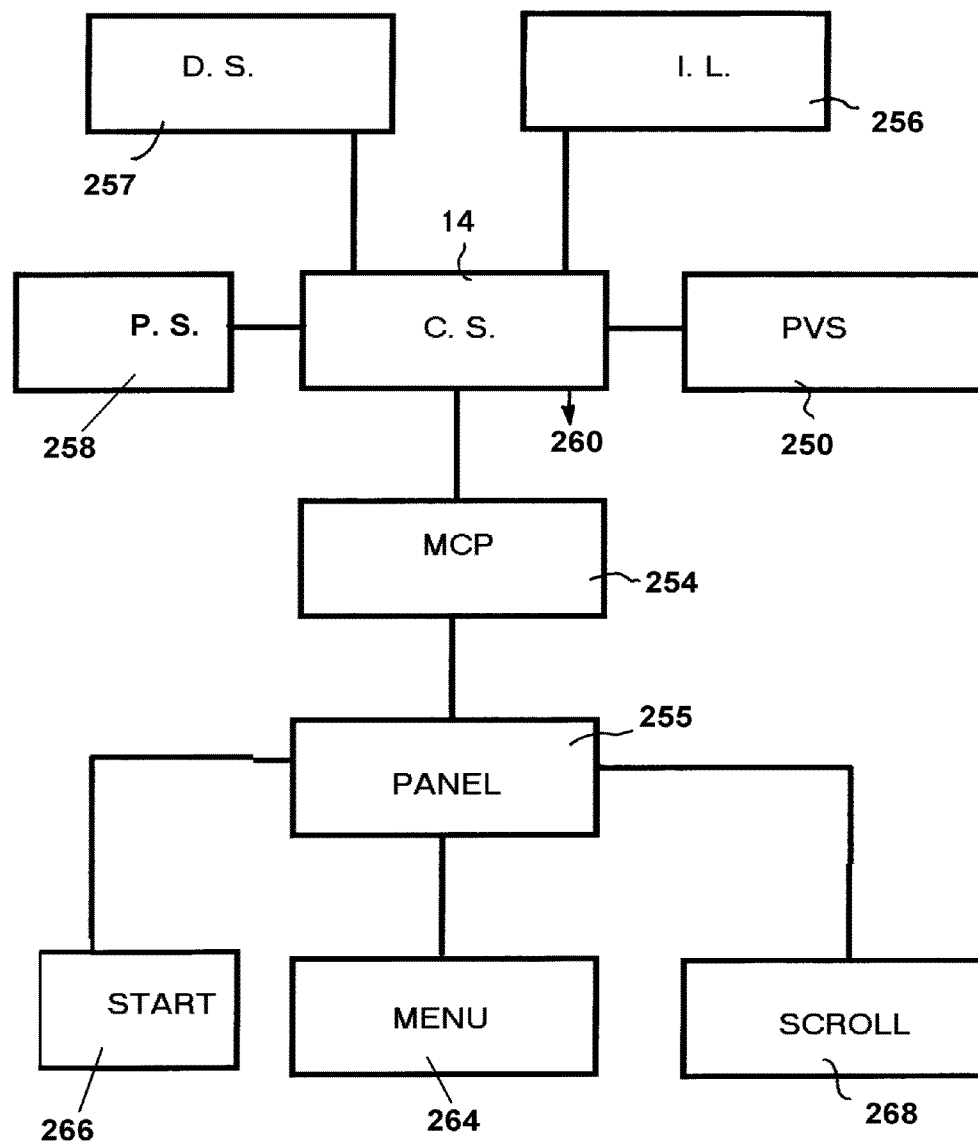 D. S.
I. L.
256
257
14
P. S.
C. S.
PVS
258
260
250
MCP
254
255
PANEL
START
MENU
SCROLL
266
264
268